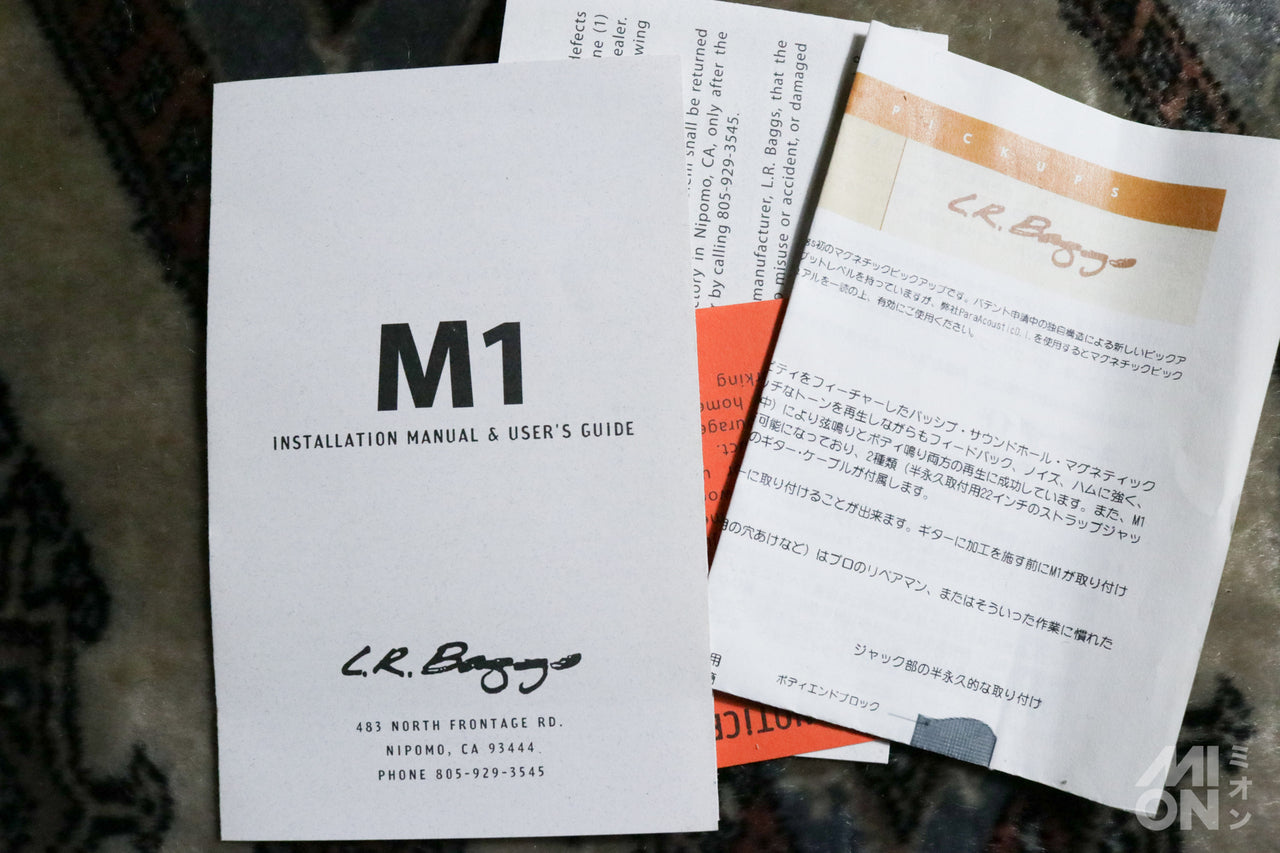 M1
INSTALLATION MANUAL & USER'S GUIDE
L.R. Baggs
483 NORTH FRONTAGE RD.
NIPOMO, CA 93444
PHONE 805-929-3545
defects
ne (1)
ealer.
wing
shall be returned
ctory in Nipomo, CA, only after the
by calling 805-929-3545.
manufacturer, L.R. Baggs, that the
misuse or accident, or damaged
PICKUPS
L.R. Baggs
初のマグネチックピックアップです。パテント申請中の独自構造による新しいピックア
ットレベルを持っていますが、弊社ParaAcousticD.I.を使用するとマグネチックピック
アルを一読の上、有効にご使用ください。
ビティをフィーチャーしたパッシブ・サウンドホール・マグネティック
ッチなトーンを再生しながらもフィードバック、ノイズ、ハムに強く、
中）により弦鳴りとボディ鳴り両方の再生に成功しています。また、M1
可能になっており、2種類（半永久取付用22インチのストラップジャッ
のギター・ケーブルが付属します。
ーに取り付けることが出来ます。ギターに加工を施す前にM1が取り付け
用の穴あけなど）はプロのリペアマン、またはそういった作業に慣れた
ジャック部の半永久的な取り付け
ボディエンドブロック
用
king
home
urage
ct.
NOTICE
MION
ミオン